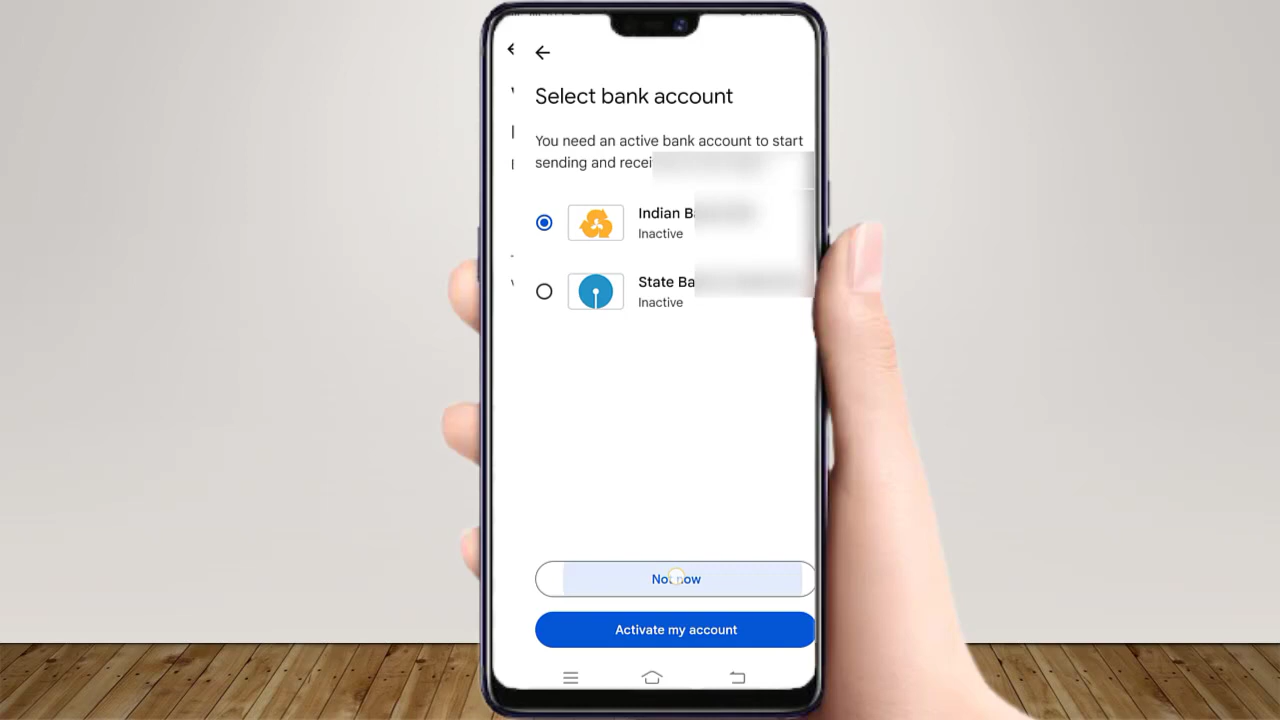 Select bank account
You need an active bank account to start
sending and recei
Indian B
Inactive
State Ba
Inactive
Not now
Activate my account